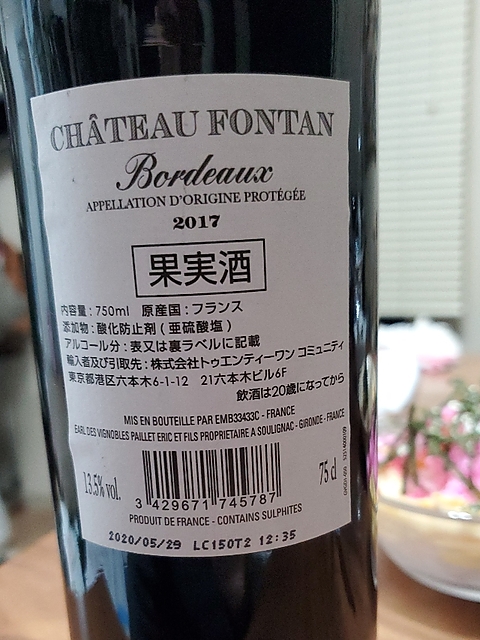 CHÂTEAU FONTAN
Bordeaux
APPELLATION D'ORIGINE PROTÉGÉE
2017
果実酒
内容量：750ml　原産国：フランス
添加物：酸化防止剤（亜硫酸塩）
アルコール分：表又は裏ラベルに記載
輸入者及び引取先：株式会社トゥエンティーワン コミュニティ
東京都港区六本木6-1-12　21六本木ビル6F
飲酒は20歳になってから
MIS EN BOUTEILLE PAR EMB33433C - FRANCE
EARL DES VIGNOBLES PAILLET ERIC ET FILS PROPRIETAIRE A SOULIGNAC - GIRONDE - FRANCE
13.5% vol.
75 cl
3 429671 745787
PRODUIT DE FRANCE - CONTAINS SULPHITES
2020/05/29 LC150T2 12:35